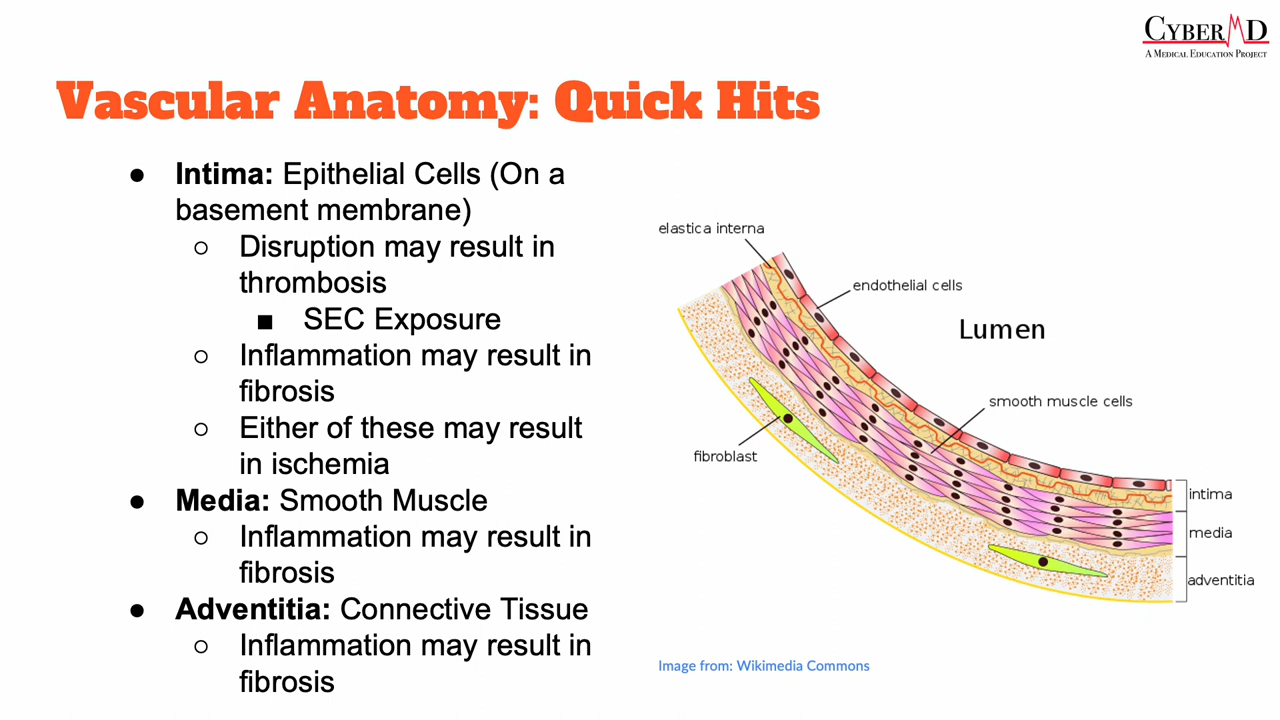 CYBERMD
A MEDICAL EDUCATION PROJECT
Vascular Anatomy: Quick Hits
● Intima: Epithelial Cells (On a
basement membrane)
○ Disruption may result in
thrombosis
■ SEC Exposure
○ Inflammation may result in
fibrosis
○ Either of these may result
in ischemia
● Media: Smooth Muscle
○ Inflammation may result in
fibrosis
● Adventitia: Connective Tissue
○ Inflammation may result in
fibrosis
elastica interna
endothelial cells
Lumen
smooth muscle cells
fibroblast
intima
media
adventitia
Image from: Wikimedia Commons